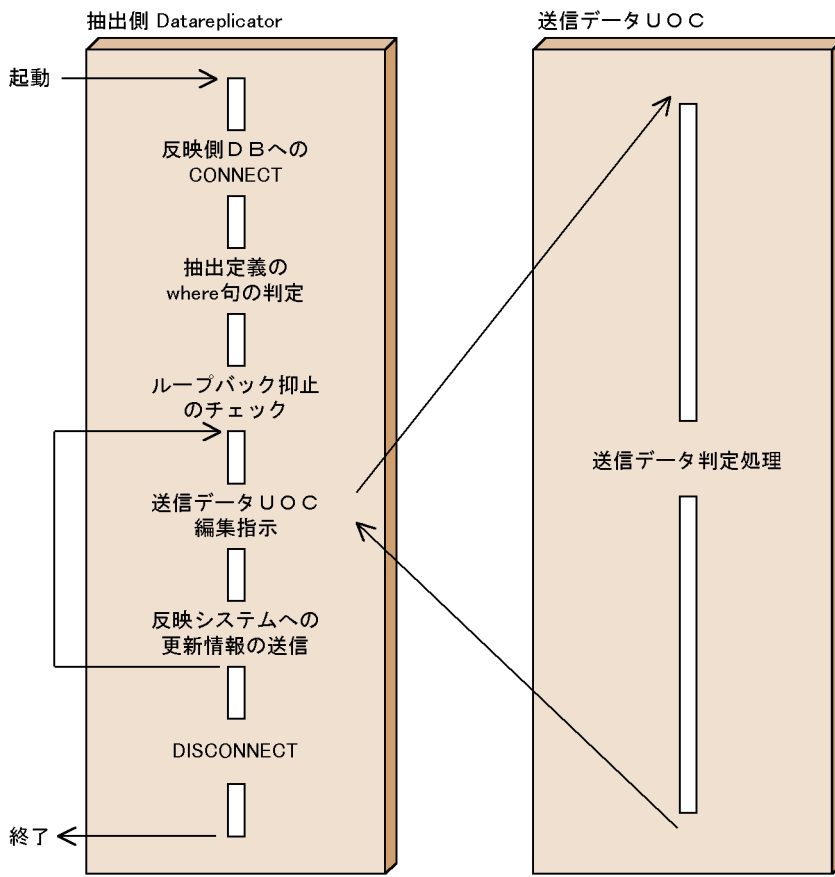 抽出側 Datareplicator
送信データUOC
起動
反映側DBへの
CONNECT
抽出定義の
where句の判定
ループバック抑止
のチェック
送信データUOC
編集指示
反映システムへの
更新情報の送信
DISCONNECT
終了
送信データ判定処理